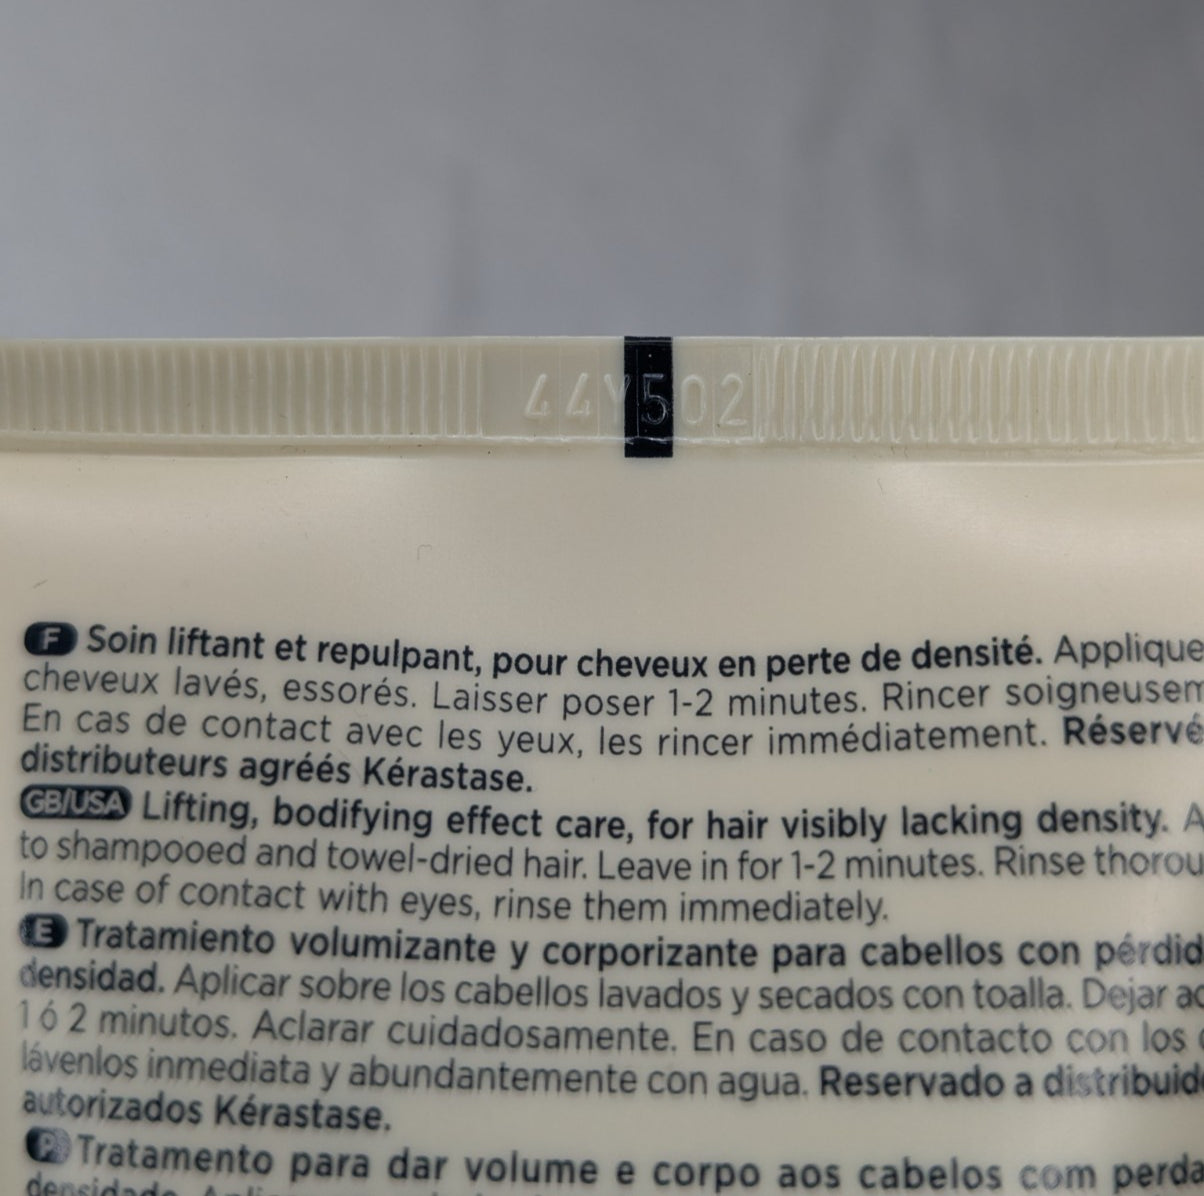 44Y502
F Soin liftant et repulpant, pour cheveux en perte de densité. Applique
cheveux lavés, essorés. Laisser poser 1-2 minutes. Rincer soigneusem
En cas de contact avec les yeux, les rincer immédiatement. Réservé
distributeurs agréés Kérastase.
GB/USA Lifting, bodifying effect care, for hair visibly lacking density. A
to shampooed and towel-dried hair. Leave in for 1-2 minutes. Rinse thorou
In case of contact with eyes, rinse them immediately.
E Tratamiento volumizante y corporizante para cabellos con pérdid
densidad. Aplicar sobre los cabellos lavados y secados con toalla. Dejar ac
1 ó 2 minutos. Aclarar cuidadosamente. En caso de contacto con los
lávenlos inmediata y abundantemente con agua. Reservado a distribuid
autorizados Kérastase.
P Tratamento para dar volume e corpo aos cabelos com perda
densidade.